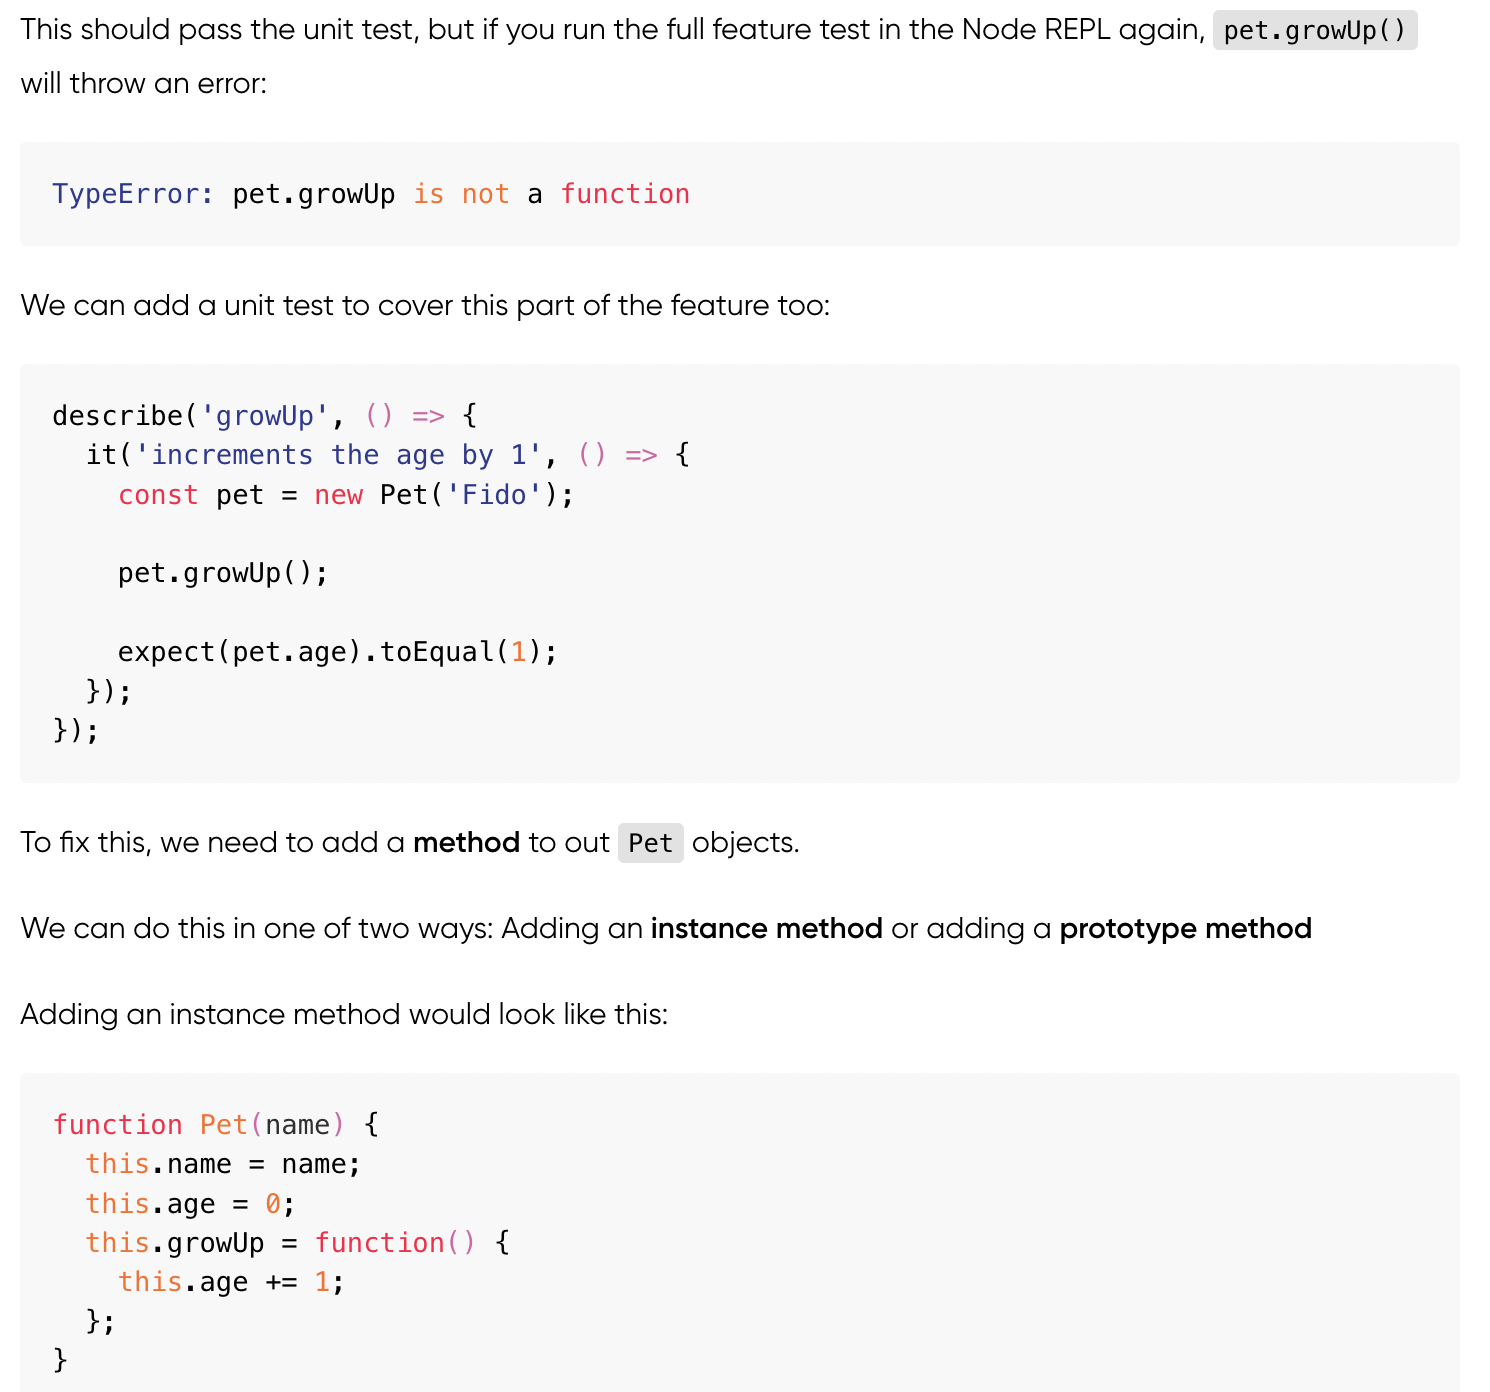 This should pass the unit test, but if you run the full feature test in the Node REPL again, pet.growUp()
will throw an error:
TypeError: pet.growUp is not a function
We can add a unit test to cover this part of the feature too:
describe('growUp', () => {
  it('increments the age by 1', () => {
    const pet = new Pet('Fido');
    pet.growUp();
    expect(pet.age).toEqual(1);
  });
});
To fix this, we need to add a method to out Pet objects.
We can do this in one of two ways: Adding an instance method or adding a prototype method
Adding an instance method would look like this:
function Pet(name) {
  this.name = name;
  this.age = 0;
  this.growUp = function() {
    this.age += 1;
  };
}